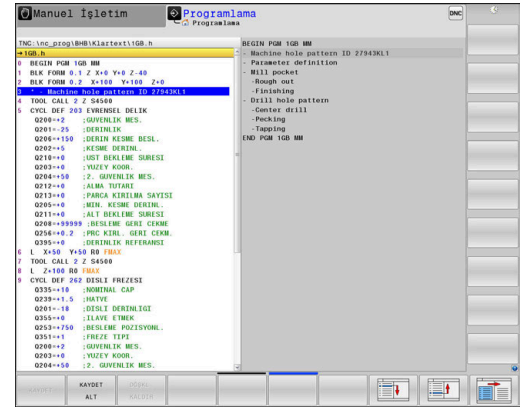 Manuel İşletim
Programlama
Programlama
DNC
TNC:\nc_prog\BHB\Klartext\1GB.h
→1GB.h
0 BEGIN PGM 1GB MM
1 BLK FORM 0.1 Z X+0 Y+0 Z-40
2 BLK FORM 0.2 X+100 Y+100 Z+0
3 * - Machine hole pattern ID 27943KL1
4 TOOL CALL 2 Z S4500
5 CYCL DEF 203 EVRENSEL DELIK
Q200=+2 ;GUVENLIK MES.
Q201=-25 ;DERINLIK
Q206=+150 ;DERIN KESME BESL.
Q202=+5 ;KESME DERINL.
Q210=+0 ;UST BEKLEME SURESI
Q203=+0 ;YUZEY KOOR.
Q204=+50 ;2. GUVENLIK MES.
Q212=+0 ;ALMA TUTARI
Q213=+0 ;PARCA KIRILMA SAYISI
Q205=+0 ;MIN. KESME DERINL.
Q211=+0 ;ALT BEKLEME SURESI
Q208=+99999 ;BESLEME GERI CEKME
Q256=+0.2 ;PRC KIRL. GERI CEKM.
Q395=+0 ;DERINLIK REFERANSI
6 L X+50 Y+50 R0 FMAX
7 TOOL CALL 2 Z S4500
8 L Z+100 R0 FMAX
9 CYCL DEF 262 DISLI FREZESI
Q335=+10 ;NOMINAL CAP
Q239=+1.5 ;HATVE
Q201=-18 ;DISLI DERINLIGI
Q355=+0 ;ILAVE ETMEK
Q253=+750 ;BESLEME POZISYONL.
Q351=+1 ;FREZE TIPI
Q200=+2 ;GUVENLIK MES.
Q203=+0 ;YUZEY KOOR.
Q204=+50 ;2. GUVENLIK MES.
BEGIN PGM 1GB MM
- Machine hole pattern ID 27943KL1
- Parameter definition
- Mill pocket
-Rough out
-Finishing
- Drill hole pattern
-Center drill
-Pecking
-Tapping
END PGM 1GB MM
KAYDET
ALT